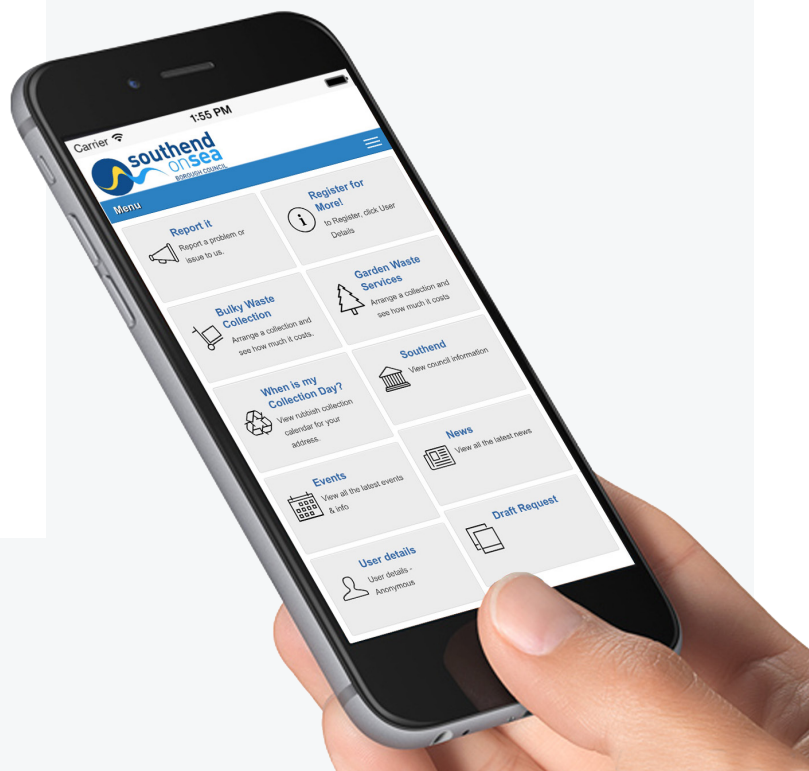 Carrier
1:55 PM
southend
onsea
BOROUGH COUNCIL
Menu
Report it
Report a problem or
issue to us.
Register for
More!
to Register, click User
Details
Bulky Waste
Collection
Arrange a collection and
see how much it costs.
Garden Waste
Services
Arrange a collection and
see how much it costs
When is my
Collection Day?
View rubbish collection
calendar for your
address.
Southend
View council information
Events
View all the latest events
& info
News
View all the latest news
User details
User details -
Anonymous
Draft Request